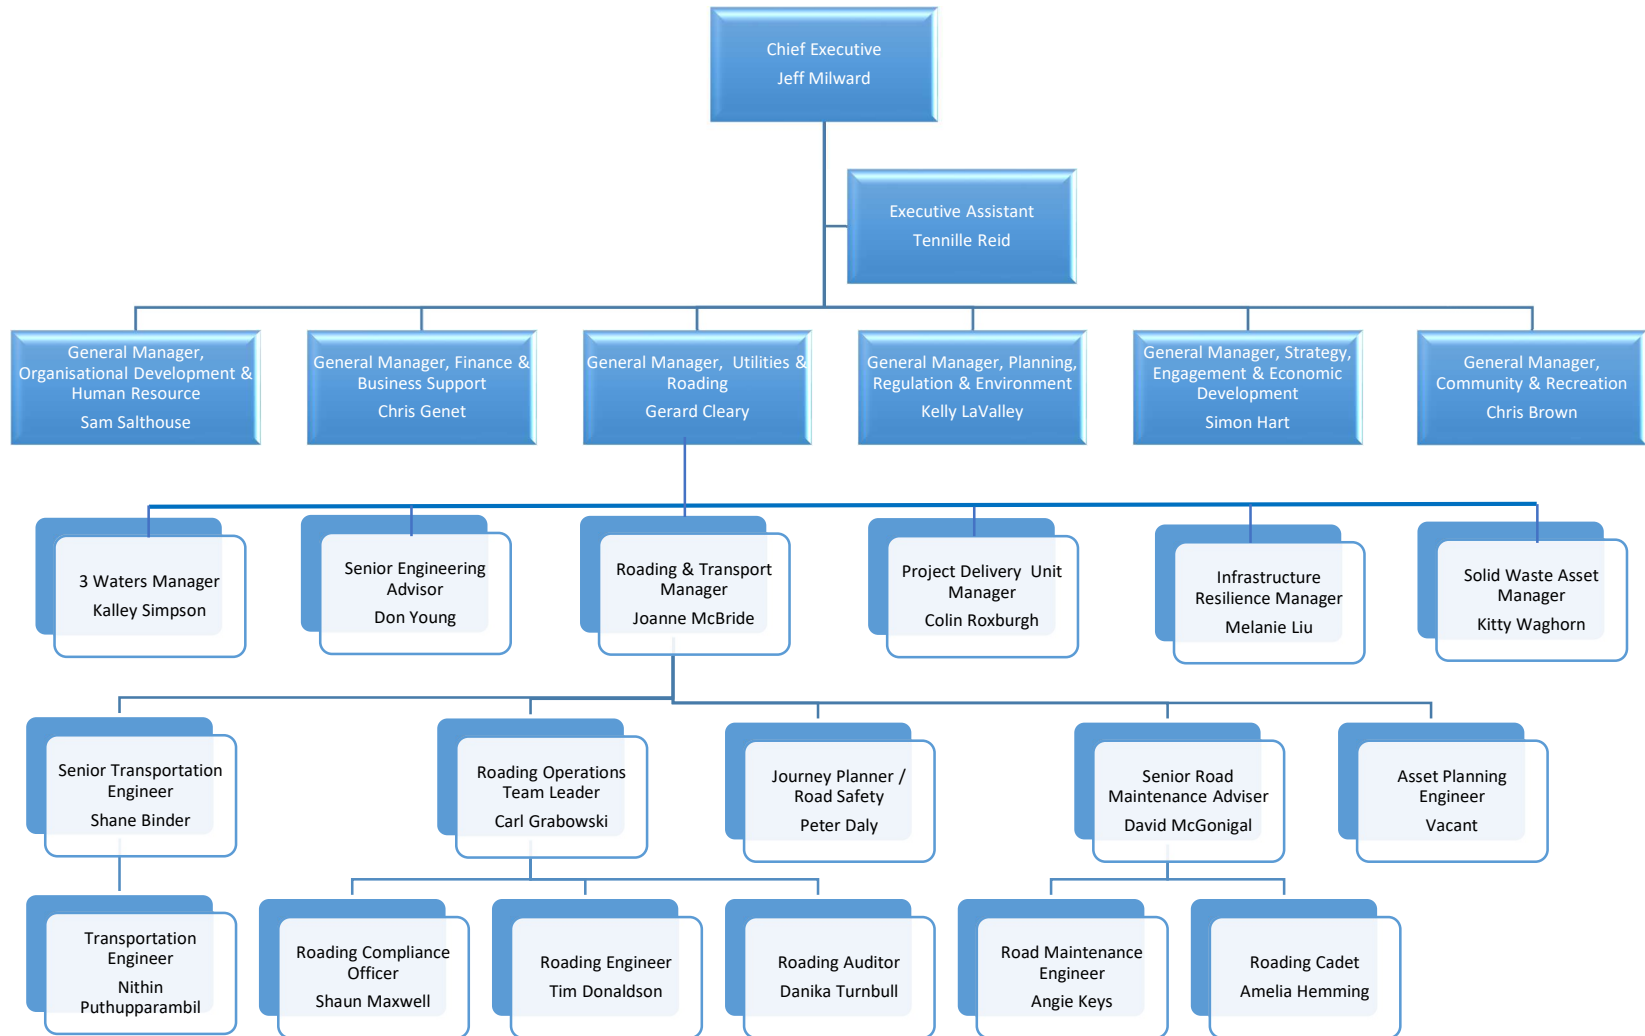 Chief Executive
Jeff Milward
Executive Assistant
Tennille Reid
General Manager,
Organisational Development &
Human Resource
Sam Salthouse
General Manager, Finance &
Business Support
Chris Genet
General Manager, Utilities &
Roading
Gerard Cleary
General Manager, Planning,
Regulation & Environment
Kelly LaValley
General Manager, Strategy,
Engagement & Economic
Development
Simon Hart
General Manager,
Community & Recreation
Chris Brown
3 Waters Manager
Kalley Simpson
Senior Engineering
Advisor
Don Young
Roading & Transport
Manager
Joanne McBride
Project Delivery Unit
Manager
Colin Roxburgh
Infrastructure
Resilience Manager
Melanie Liu
Solid Waste Asset
Manager
Kitty Waghorn
Senior Transportation
Engineer
Shane Binder
Roading Operations
Team Leader
Carl Grabowski
Journey Planner /
Road Safety
Peter Daly
Senior Road
Maintenance Adviser
David McGonigal
Asset Planning
Engineer
Vacant
Transportation
Engineer
Nithin
Puthupparambil
Roading Compliance
Officer
Shaun Maxwell
Roading Engineer
Tim Donaldson
Roading Auditor
Danika Turnbull
Road Maintenance
Engineer
Angie Keys
Roading Cadet
Amelia Hemming